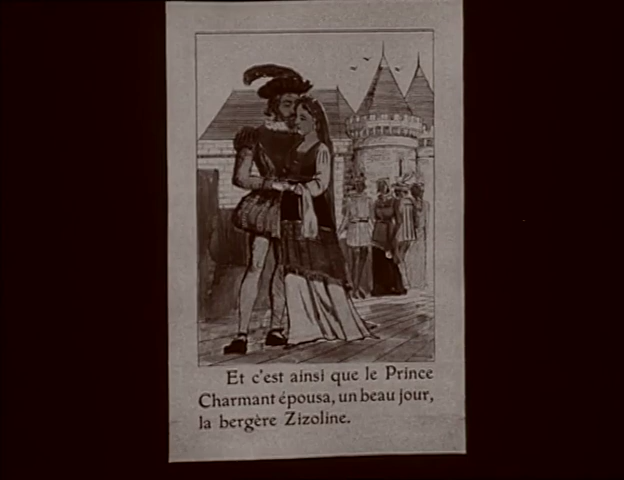 Et c'est ainsi que le Prince
Charmant épousa, un beau jour,
la bergère Zizoline.